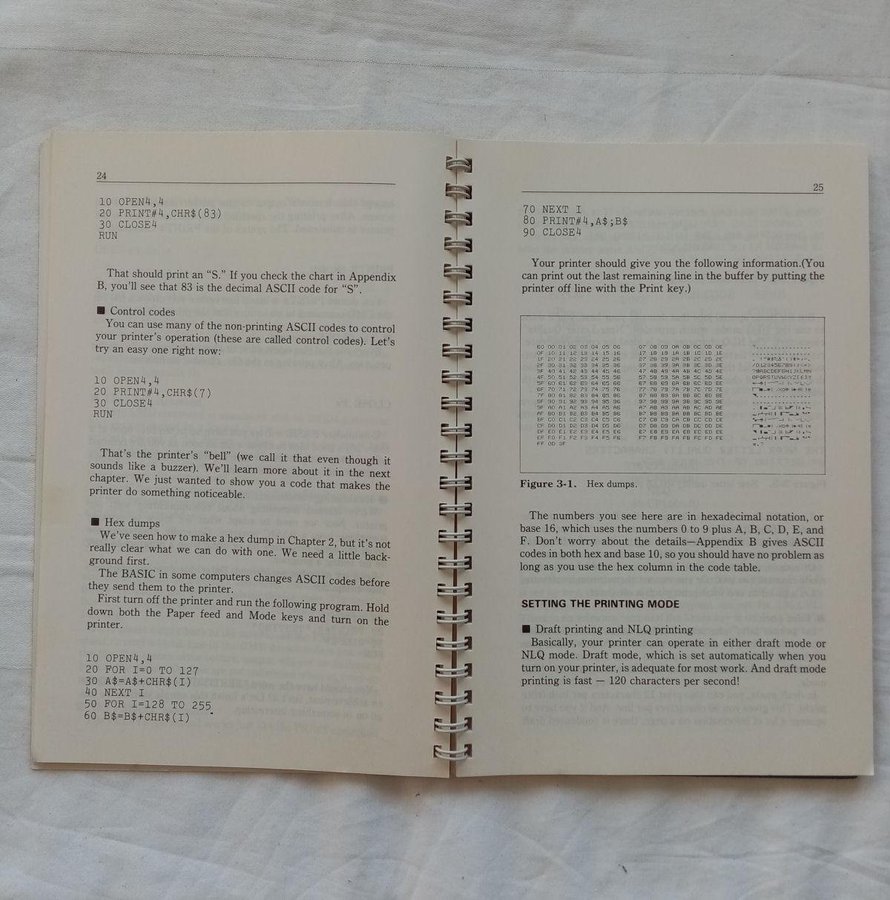 24
10 OPEN4,4
20 PRINT#4,CHR$(83)
30 CLOSE4
RUN
That should print an “S.” If you check the chart in Appendix
B, you’ll see that 83 is the decimal ASCII code for “S”.
■ Control codes
You can use many of the non-printing ASCII codes to control
your printer’s operation (these are called control codes). Let’s
try an easy one right now:
10 OPEN4,4
20 PRINT#4,CHR$(7)
30 CLOSE4
RUN
That’s the printer’s “bell” (we call it that even though it
sounds like a buzzer). We’ll learn more about it in the next
chapter. We just wanted to show you a code that makes the
printer do something noticeable.
■ Hex dumps
We’ve seen how to make a hex dump in Chapter 2, but it’s not
really clear what we can do with one. We need a little back-
ground first.
The BASIC in some computers changes ASCII codes before
they send them to the printer.
First turn off the printer and run the following program. Hold
down both the Paper feed and Mode keys and turn on the
printer.
10 OPEN4,4
20 FOR I=0 TO 127
30 A$=A$+CHR$(I)
40 NEXT I
50 FOR I=128 TO 255
60 B$=B$+CHR$(I)
25
70 NEXT I
80 PRINT#4,A$;B$
90 CLOSE4
Your printer should give you the following information.(You
can print out the last remaining line in the buffer by putting the
printer off line with the Print key.)
Figure 3-1. Hex dumps.
The numbers you see here are in hexadecimal notation, or
base 16, which uses the numbers 0 to 9 plus A, B, C, D, E, and
F. Don’t worry about the details—Appendix B gives ASCII
codes in both hex and base 10, so you should have no problem as
long as you use the hex column in the code table.
SETTING THE PRINTING MODE
■ Draft printing and NLQ printing
Basically, your printer can operate in either draft mode or
NLQ mode. Draft mode, which is set automatically when you
turn on your printer, is adequate for most work. And draft mode
printing is fast — 120 characters per second!